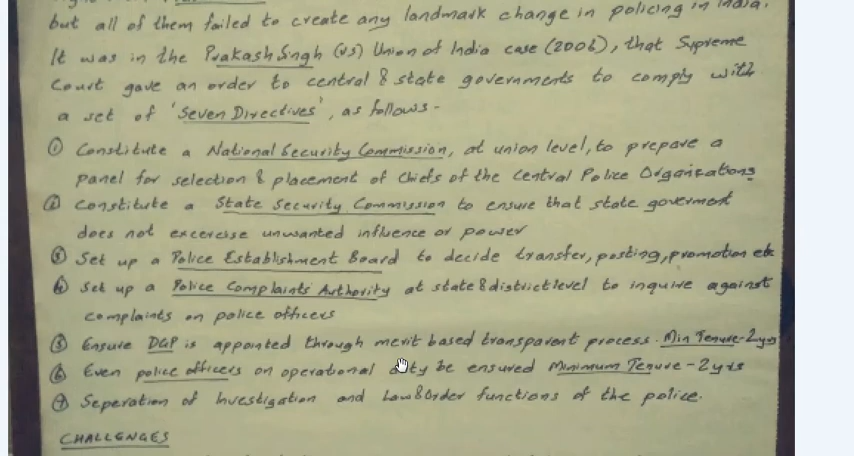 but all of them failed to create any landmark change in policing in India.
It was in the Prakash Singh (vs) Union of India case (2006), that Supreme
Court gave an order to central & state governments to comply with
a set of 'Seven Directives', as follows -
① Constitute a National Security Commission, at union level, to prepare a
panel for selection & placement of Chiefs of the Central Police Organisations
② Constitute a State Security Commission to ensure that state goverment
does not exceresse unwanted influence or power
③ Set up a Police Establishment Board to decide transfer, posting, promotion etc
④ Set up a Police Complaints Authority at state & district level to inquire against
complaints on police officers
⑤ Ensure DGP is appointed through merit based transparent process. Min Tenure-2yrs
⑥ Even police officers on operational duty be ensured Minimum Tenure - 2yrs
⑦ Seperation of Investigation and Law&Order functions of the police.
CHALLENGES